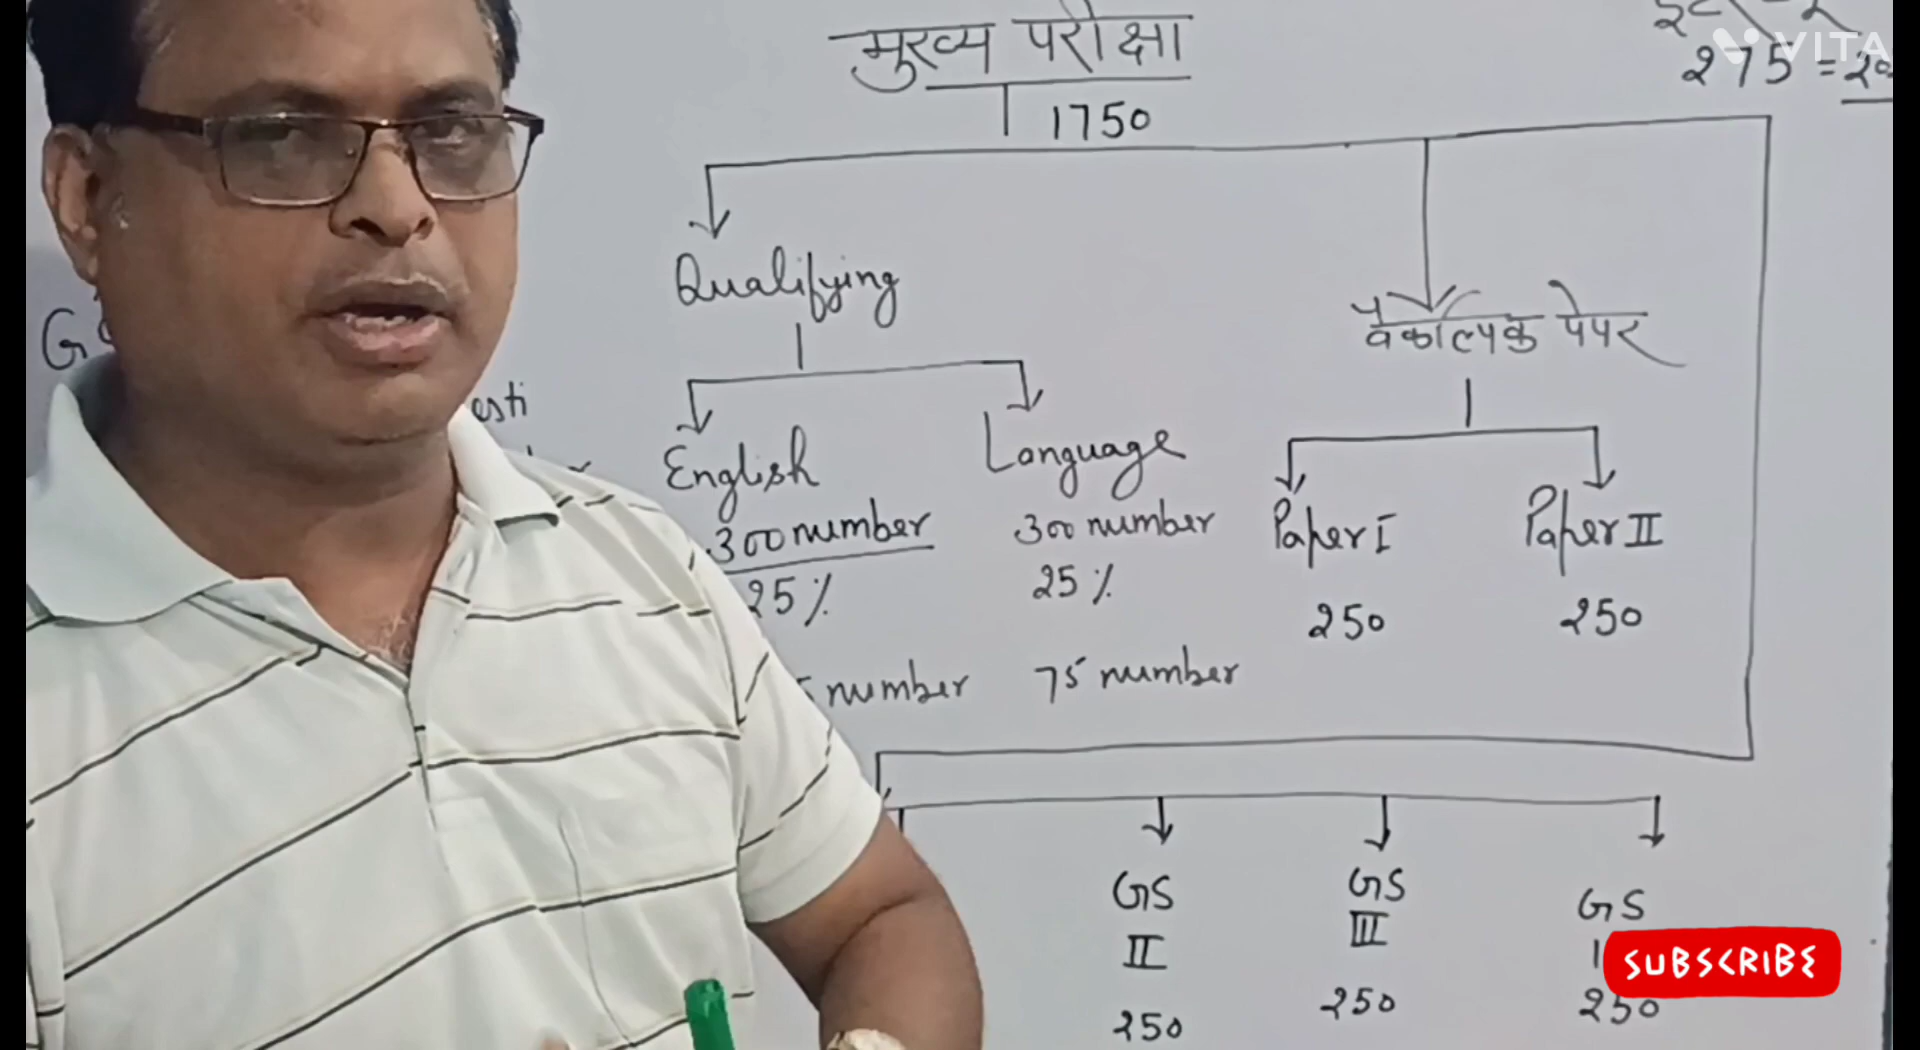 मुख्य परीक्षा
1750
275 =
VITA
Qualifying
वैकल्पिक पेपर
English
Language
300 number
300 number
25%
25%
number
75 number
Paper I
Paper II
250
250
GS
II
250
GS
III
250
GS
250
SUBSCRIBE